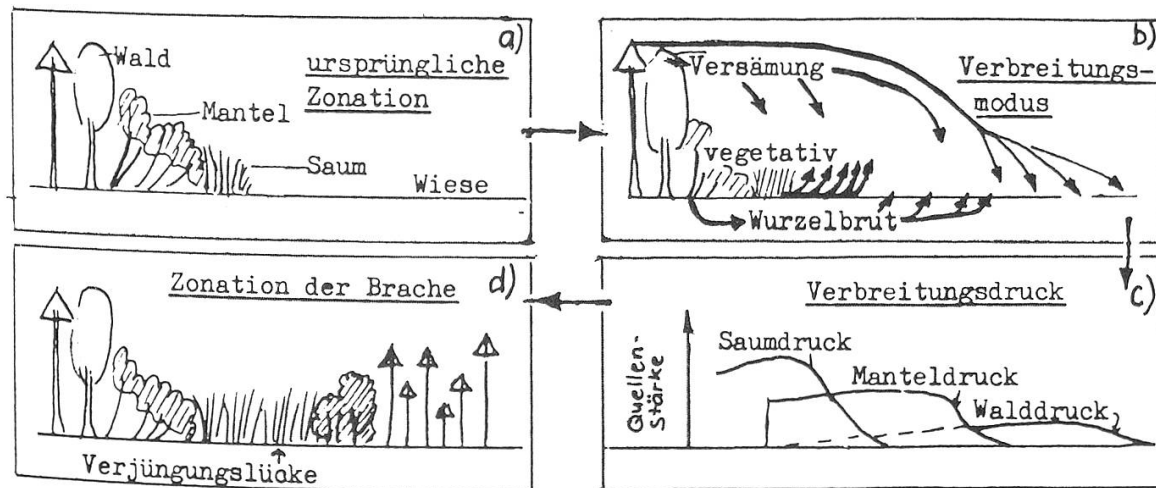 a)
Wald
ursprüngliche
Zonation
Mantel
Saum
Wiese
b)
Versämung
Verbreitungs-
modus
vegetativ
Wurzelbrut
c)
Verbreitungsdruck
Quellen-
Stärke
Saumdruck
Manteldruck
Walddruck
d)
Zonation der Brache
Verjüngungslücke